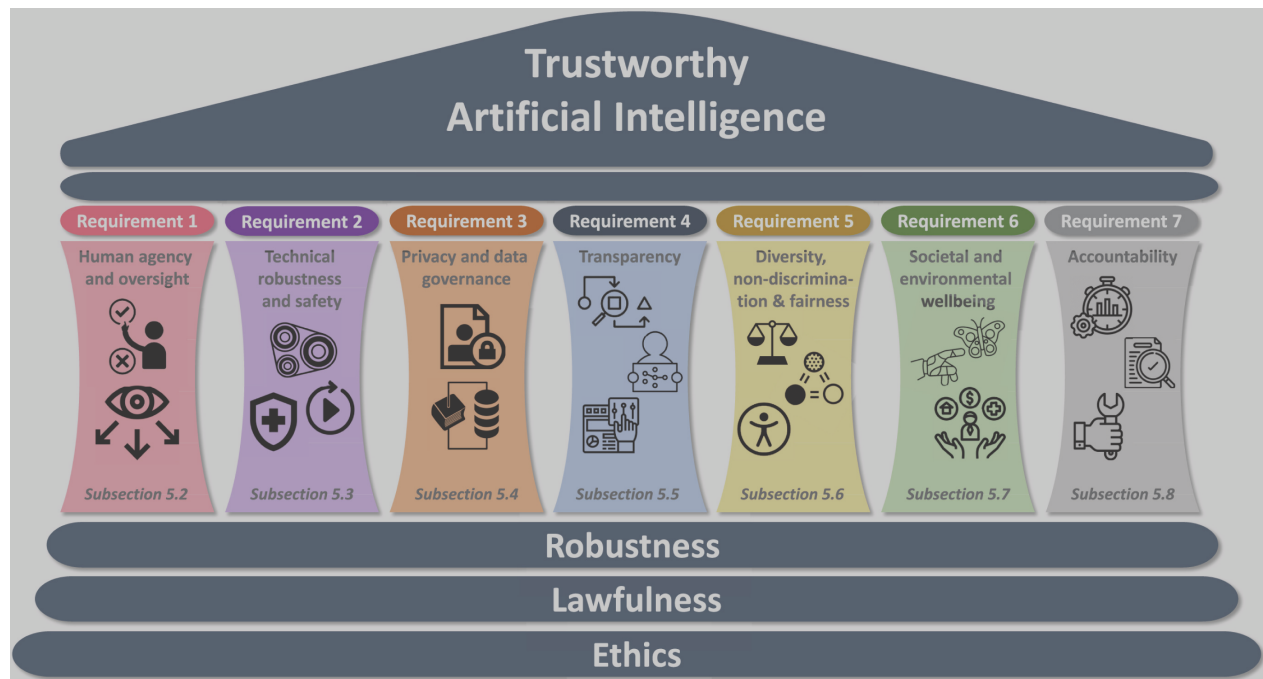 Trustworthy
Artificial Intelligence
Requirement 1
Requirement 2
Requirement 3
Requirement 4
Requirement 5
Requirement 6
Requirement 7
Human agency
and oversight
Technical
robustness
and safety
Privacy and data
governance
Transparency
Diversity,
non-discrimina-
tion & fairness
Societal and
environmental
wellbeing
Accountability
$
=
Subsection 5.2
Subsection 5.3
Subsection 5.4
Subsection 5.5
Subsection 5.6
Subsection 5.7
Subsection 5.8
Robustness
Lawfulness
Ethics